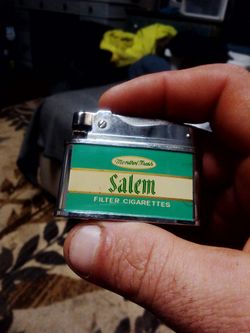 Menthol Fresh
Salem
FILTER CIGARETTES